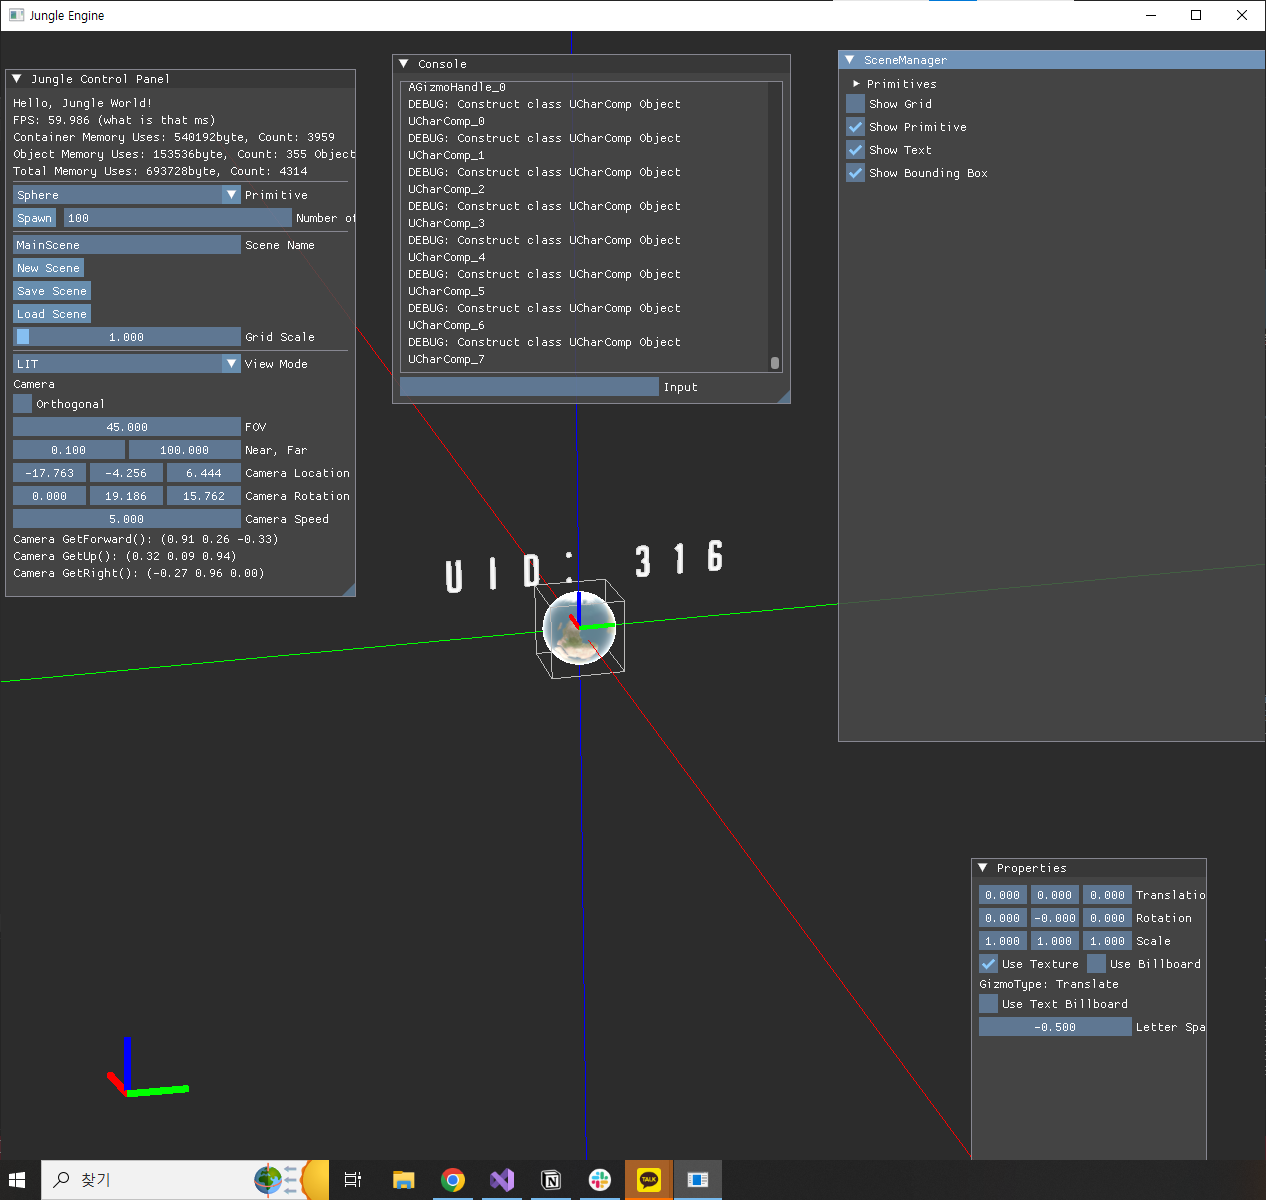 Jungle Engine
Jungle Control Panel
Hello, Jungle World!
FPS: 59.986 (what is that ms)
Container Memory Uses: 540192byte, Count: 3959
Object Memory Uses: 153536byte, Count: 355 Object
Total Memory Uses: 693728byte, Count: 4314
Sphere Primitive
Spawn 100 Number of
MainScene Scene Name
New Scene
Save Scene
Load Scene
1.000 Grid Scale
LIT View Mode
Camera
Orthogonal
45.000 FOV
0.100 100.000 Near, Far
-17.763 -4.256 6.444 Camera Location
0.000 19.186 15.762 Camera Rotation
5.000 Camera Speed
Camera GetForward(): (0.91 0.26 -0.33)
Camera GetUp(): (0.32 0.09 0.94)
Camera GetRight(): (-0.27 0.96 0.00)
Console
AGizmoHandle_0
DEBUG: Construct class UCharComp Object
UCharComp_0
DEBUG: Construct class UCharComp Object
UCharComp_1
DEBUG: Construct class UCharComp Object
UCharComp_2
DEBUG: Construct class UCharComp Object
UCharComp_3
DEBUG: Construct class UCharComp Object
UCharComp_4
DEBUG: Construct class UCharComp Object
UCharComp_5
DEBUG: Construct class UCharComp Object
UCharComp_6
DEBUG: Construct class UCharComp Object
UCharComp_7
Input
SceneManager
Primitives
Show Grid
Show Primitive
Show Text
Show Bounding Box
UID: 316
Properties
0.000 0.000 0.000 Translatio
0.000 -0.000 0.000 Rotation
1.000 1.000 1.000 Scale
Use Texture Use Billboard
GizmoType: Translate
Use Text Billboard
-0.500 Letter Spa
찾기
TALK